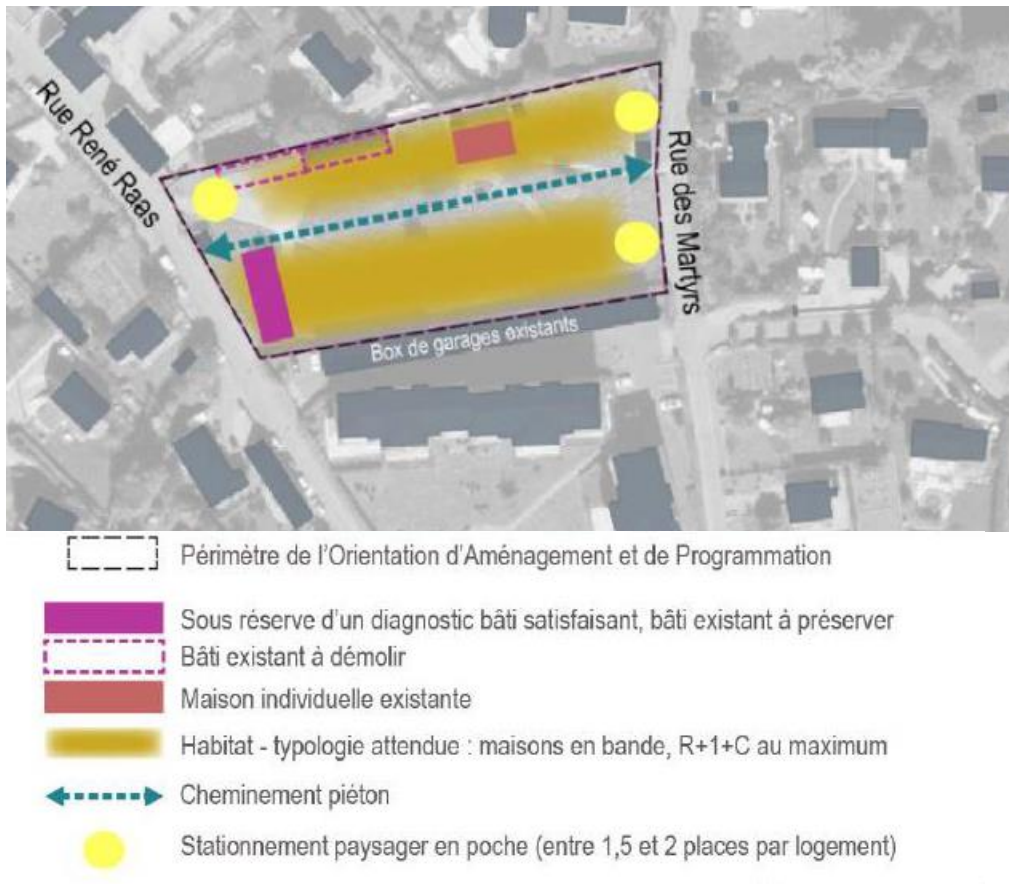 Rue René Raas
Rue des Martyrs
Box de garages existants
Périmètre de l'Orientation d'Aménagement et de Programmation
Sous réserve d'un diagnostic bâti satisfaisant, bâti existant à préserver
Bâti existant à démolir
Maison individuelle existante
Habitat - typologie attendue : maisons en bande, R+1+C au maximum
Cheminement piéton
Stationnement paysager en poche (entre 1,5 et 2 places par logement)